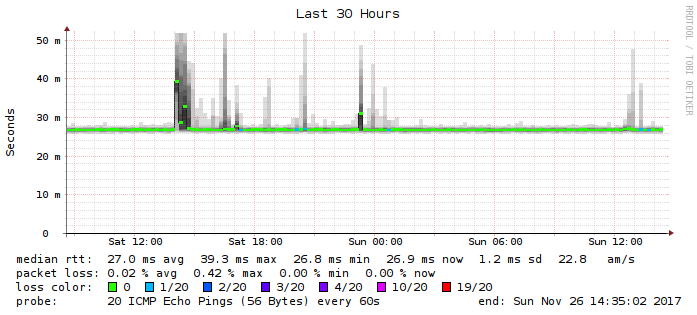 Last 30 Hours
RRDTOOL / TOBI OETIKER
Seconds
50 m
40 m
30 m
20 m
10 m
0
Sat 12:00 Sat 18:00 Sun 00:00 Sun 06:00 Sun 12:00
median rtt: 27.0 ms avg 39.3 ms max 26.8 ms min 26.9 ms now 1.2 ms sd 22.8 am/s
packet loss: 0.02 % avg 0.42 % max 0.00 % min 0.00 % now
loss color: 0 1/20 2/20 3/20 4/20 10/20 19/20
probe: 20 ICMP Echo Pings (56 Bytes) every 60s end: Sun Nov 26 14:35:02 2017